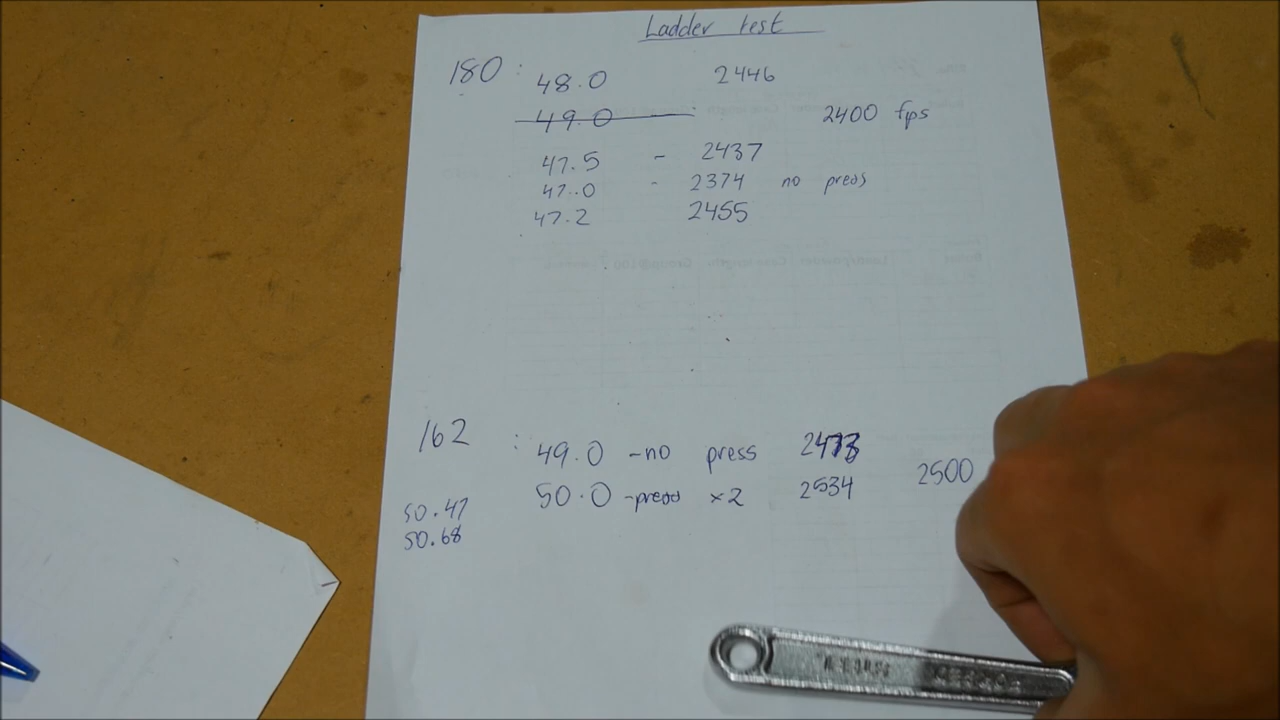 Ladder test
180 : 48.0 2446
49.0 2400 fps
47.5 - 2437
47.0 - 2374 no press
47.2 2455
162 : 49.0 - no press 2473
50.0 - press x2 2534 2500
50.47
50.68